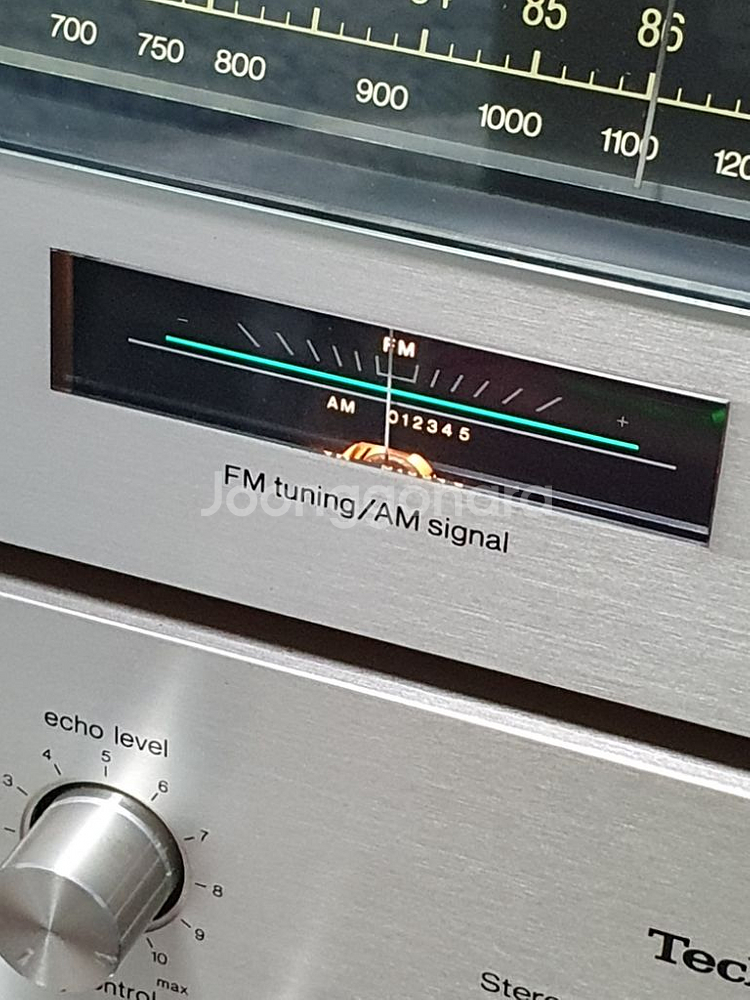 85 86
700 750 800 900 1000 1100
FM
AM 0 1 2 3 4 5
FM tuning/AM signal
Joonggonara
echo level
3 4 5 6 7 8 9 10
max